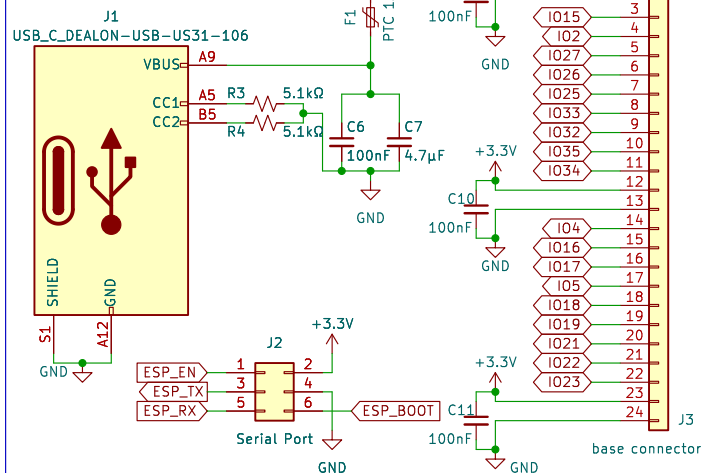 J1
USB_C_DEALON-USB-US31-106
VBUS
A9
CC1
A5
CC2
B5
SHIELD
GND
S1
A12
GND
R3
5.1kΩ
R4
5.1kΩ
F1
PTC 1
C6
100nF
C7
4.7µF
GND
J2
+3.3V
ESP_EN
1
2
ESP_TX
3
4
ESP_RX
5
6
ESP_BOOT
Serial Port
GND
100nF
GND
+3.3V
C10
100nF
GND
+3.3V
C11
100nF
GND
IO15
3
IO2
4
IO27
5
IO26
6
IO25
7
IO33
8
IO32
9
IO35
10
IO34
11
12
13
IO4
14
IO16
15
IO17
16
IO5
17
IO18
18
IO19
19
IO21
20
IO22
21
IO23
22
23
24
J3
base connector